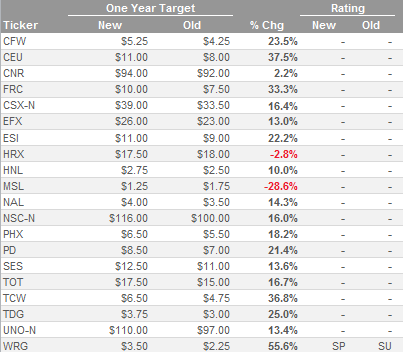 One Year Target Rating
Ticker New Old % Chg New Old
CFW $5.25 $4.25 23.5% - -
CEU $11.00 $8.00 37.5% - -
CNR $94.00 $92.00 2.2% - -
FRC $10.00 $7.50 33.3% - -
CSX-N $39.00 $33.50 16.4% - -
EFX $26.00 $23.00 13.0% - -
ESI $11.00 $9.00 22.2% - -
HRX $17.50 $18.00 -2.8% - -
HNL $2.75 $2.50 10.0% - -
MSL $1.25 $1.75 -28.6% - -
NAL $4.00 $3.50 14.3% - -
NSC-N $116.00 $100.00 16.0% - -
PHX $6.50 $5.50 18.2% - -
PD $8.50 $7.00 21.4% - -
SES $12.50 $11.00 13.6% - -
TOT $17.50 $15.00 16.7% - -
TCW $6.50 $4.75 36.8% - -
TDG $3.75 $3.00 25.0% - -
UNO-N $110.00 $97.00 13.4% - -
WRG $3.50 $2.25 55.6% SP SU